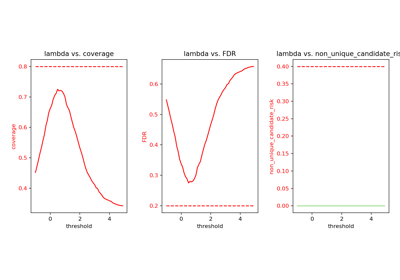 lambda vs. coverage
0.8
0.7
0.6
0.5
0.4
coverage
0 2 4
threshold
lambda vs. FDR
0.6
0.5
0.4
0.3
0.2
FDR
0 2 4
threshold
lambda vs. non_unique_candidate_ris
0.40
0.35
0.30
0.25
0.20
0.15
0.10
0.05
0.00
non_unique_candidate_risk
0 2 4
threshold